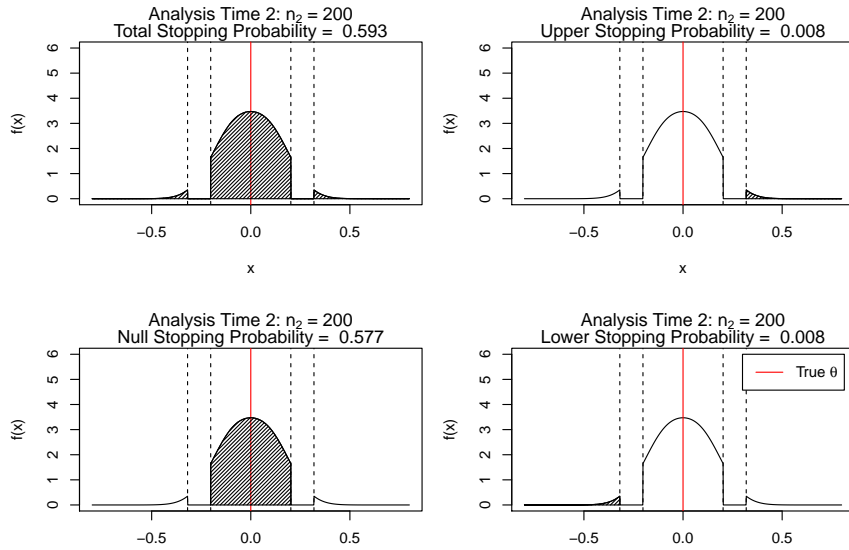 Analysis Time 2: n₂ = 200
Total Stopping Probability = 0.593
f(x)
6
5
4
3
2
1
0
−0.5
0.0
0.5
x
Analysis Time 2: n₂ = 200
Upper Stopping Probability = 0.008
f(x)
6
5
4
3
2
1
0
−0.5
0.0
0.5
x
Analysis Time 2: n₂ = 200
Null Stopping Probability = 0.577
f(x)
6
5
4
3
2
1
0
−0.5
0.0
0.5
Analysis Time 2: n₂ = 200
Lower Stopping Probability = 0.008
True θ
f(x)
6
5
4
3
2
1
0
−0.5
0.0
0.5